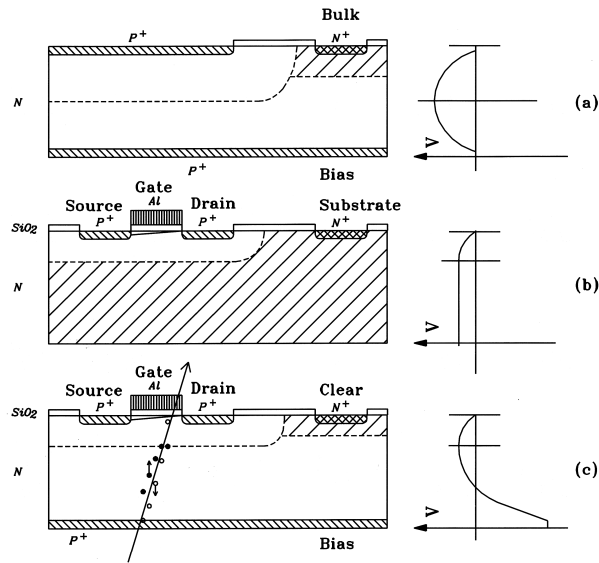 Bulk
P+
N+
N
(a)
V
P+
Bias
Gate
Source
Al
Drain
Substrate
SiO2
P+
P+
N+
N
(b)
V
Gate
Source
Al
Drain
Clear
SiO2
P+
P+
N+
N
(c)
V
P+
Bias